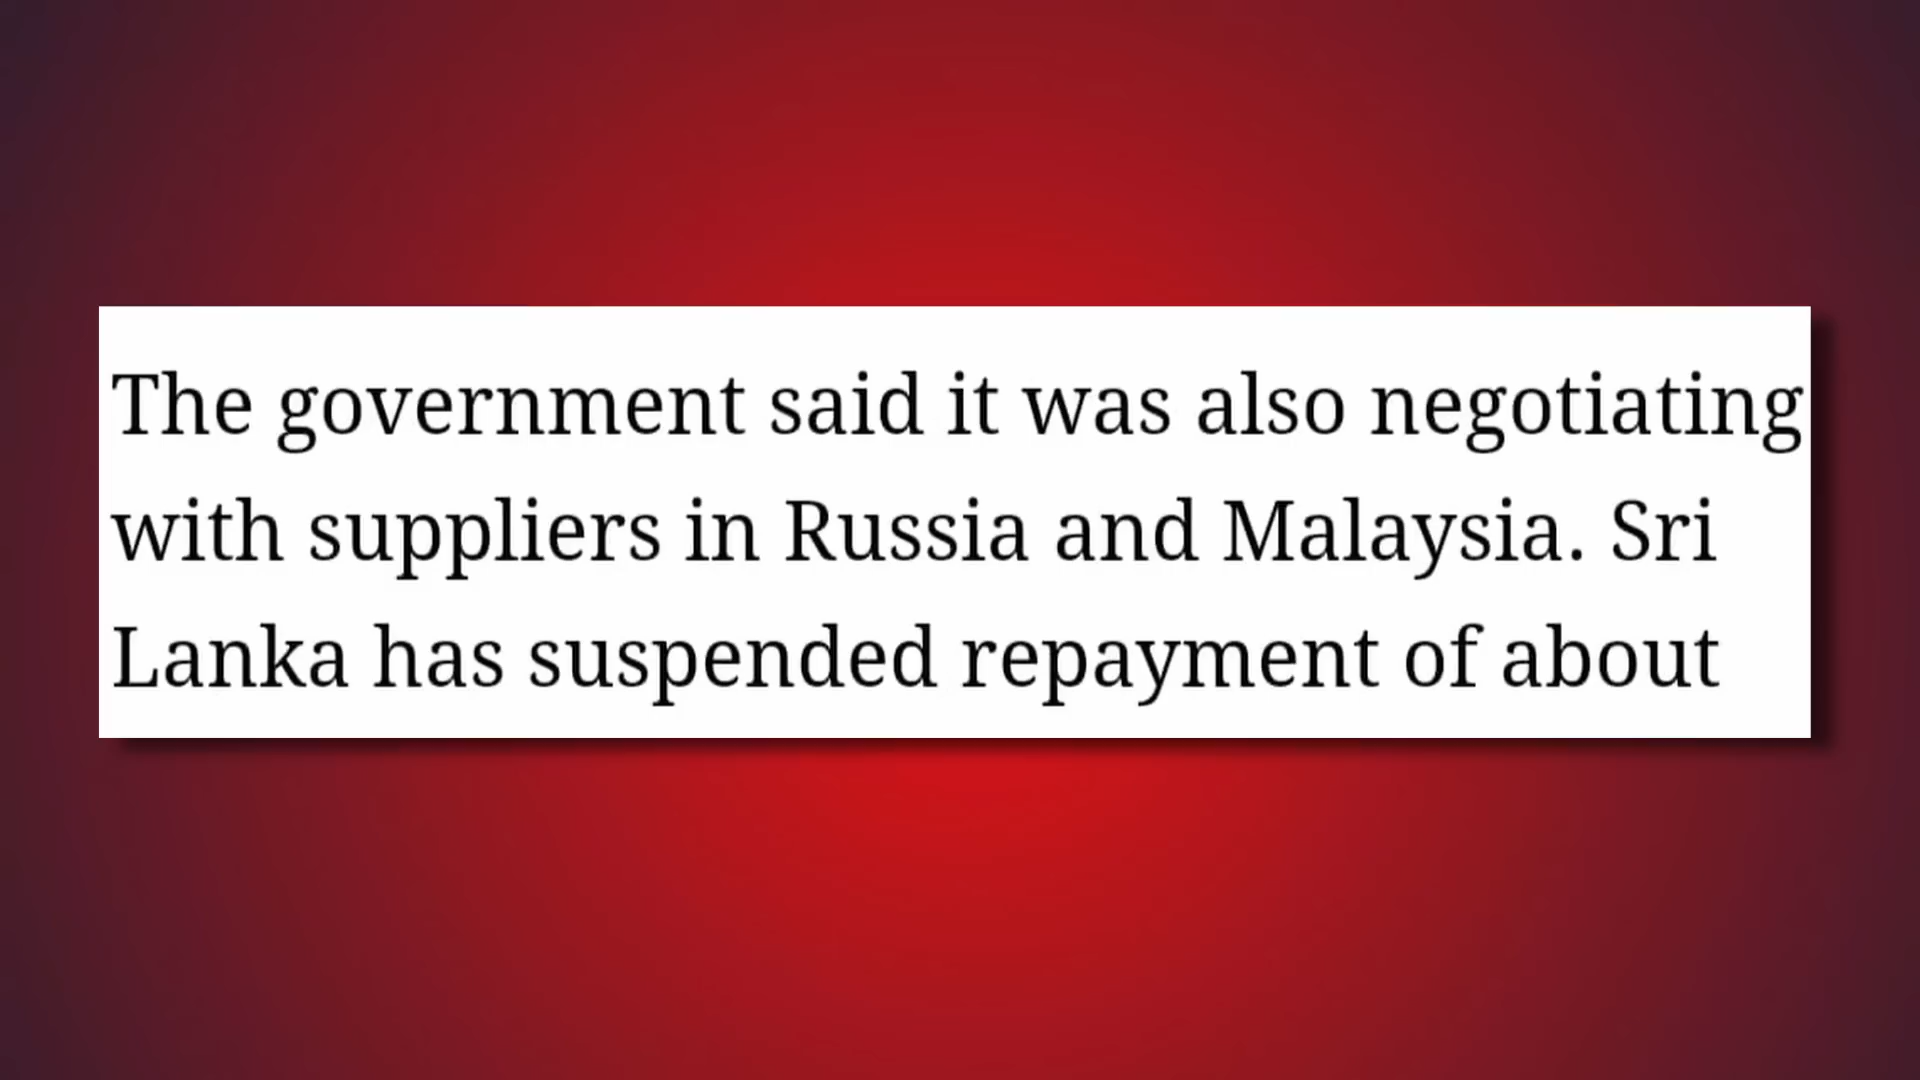 The government said it was also negotiating
with suppliers in Russia and Malaysia. Sri
Lanka has suspended repayment of about